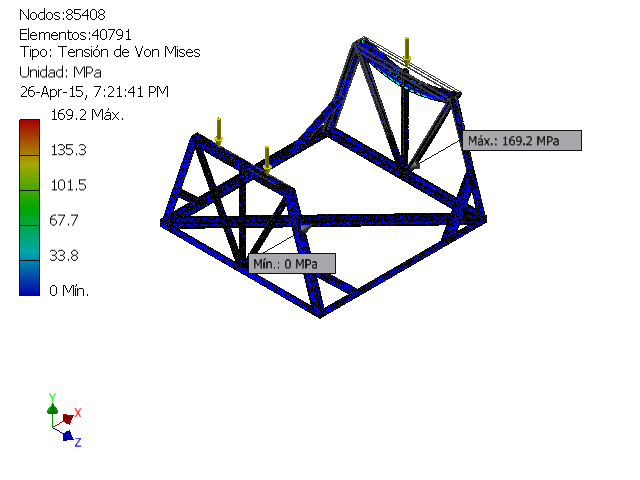 Nodos:85408
Elementos:40791
Tipo: Tensión de Von Mises
Unidad: MPa
26-Apr-15, 7:21:41 PM
169.2 Máx.
135.3
101.5
67.7
33.8
0 Mín.
Máx.: 169.2 MPa
Mín.: 0 MPa
Y
X
Z